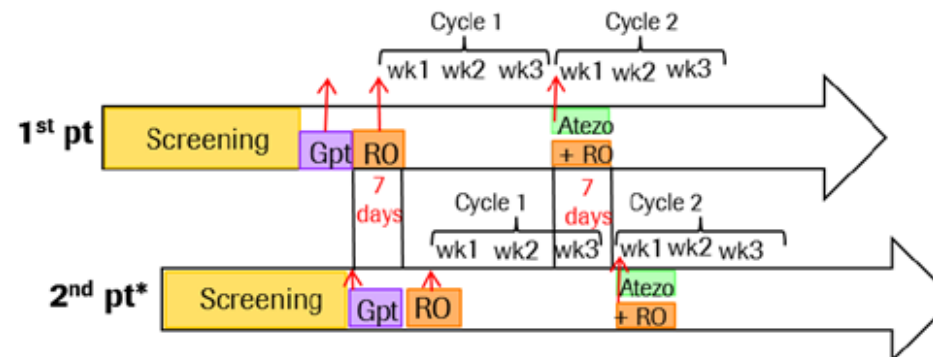 Cycle 1 Cycle 2
wk1 wk2 wk3 wk1 wk2 wk3
1st pt Screening Gpt RO Atezo
+ RO
7 days 7 days
Cycle 1 Cycle 2
wk1 wk2 wk3 wk1 wk2 wk3
2nd pt* Screening Gpt RO Atezo
+ RO